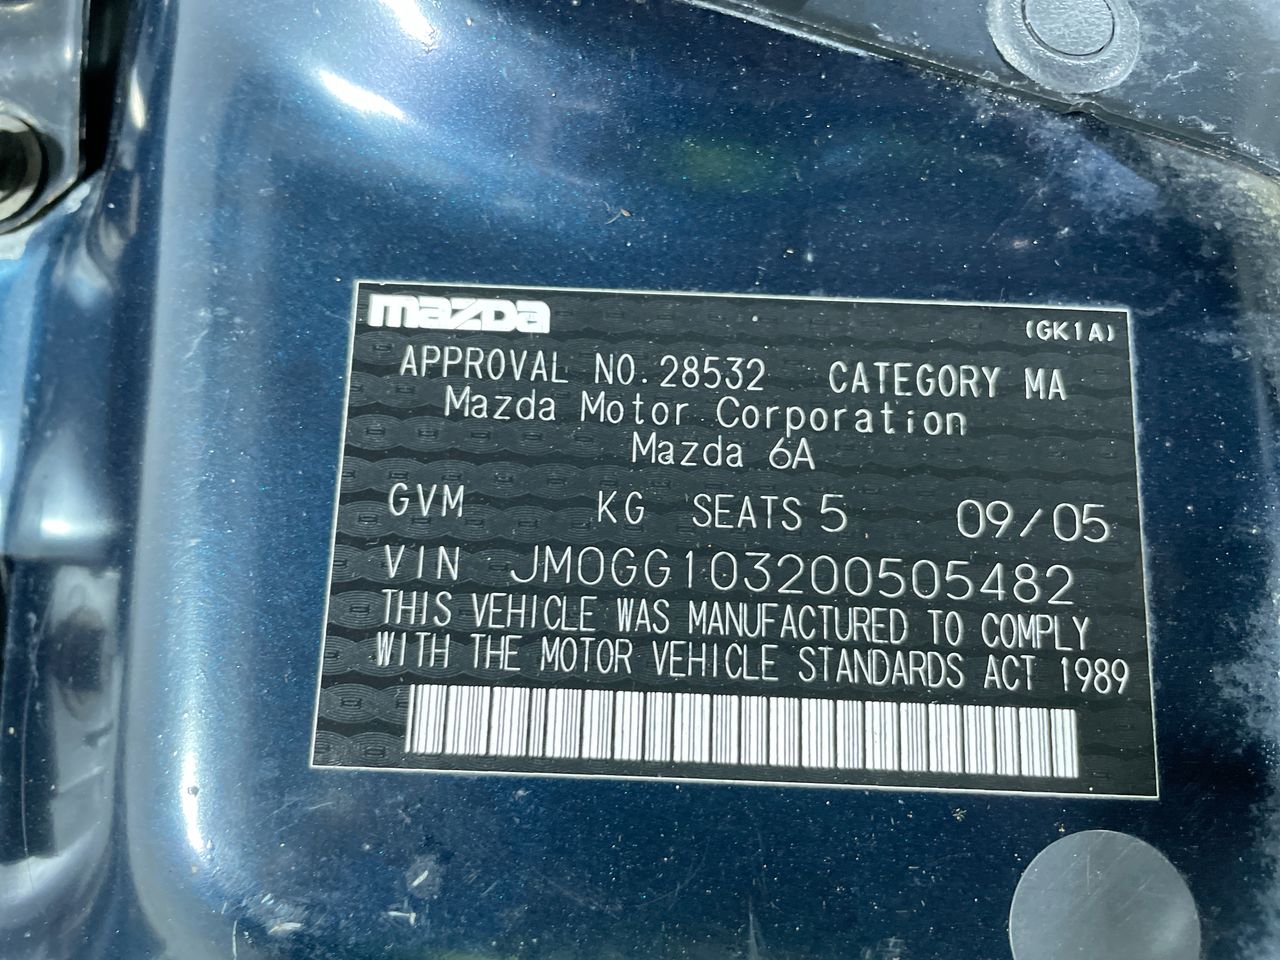 mazda (GK1A)
APPROVAL NO.28532 CATEGORY MA
Mazda Motor Corporation
Mazda 6A
GVM KG SEATS 5 09/05
VIN JM0GG103200505482
THIS VEHICLE WAS MANUFACTURED TO COMPLY
WITH THE MOTOR VEHICLE STANDARDS ACT 1989